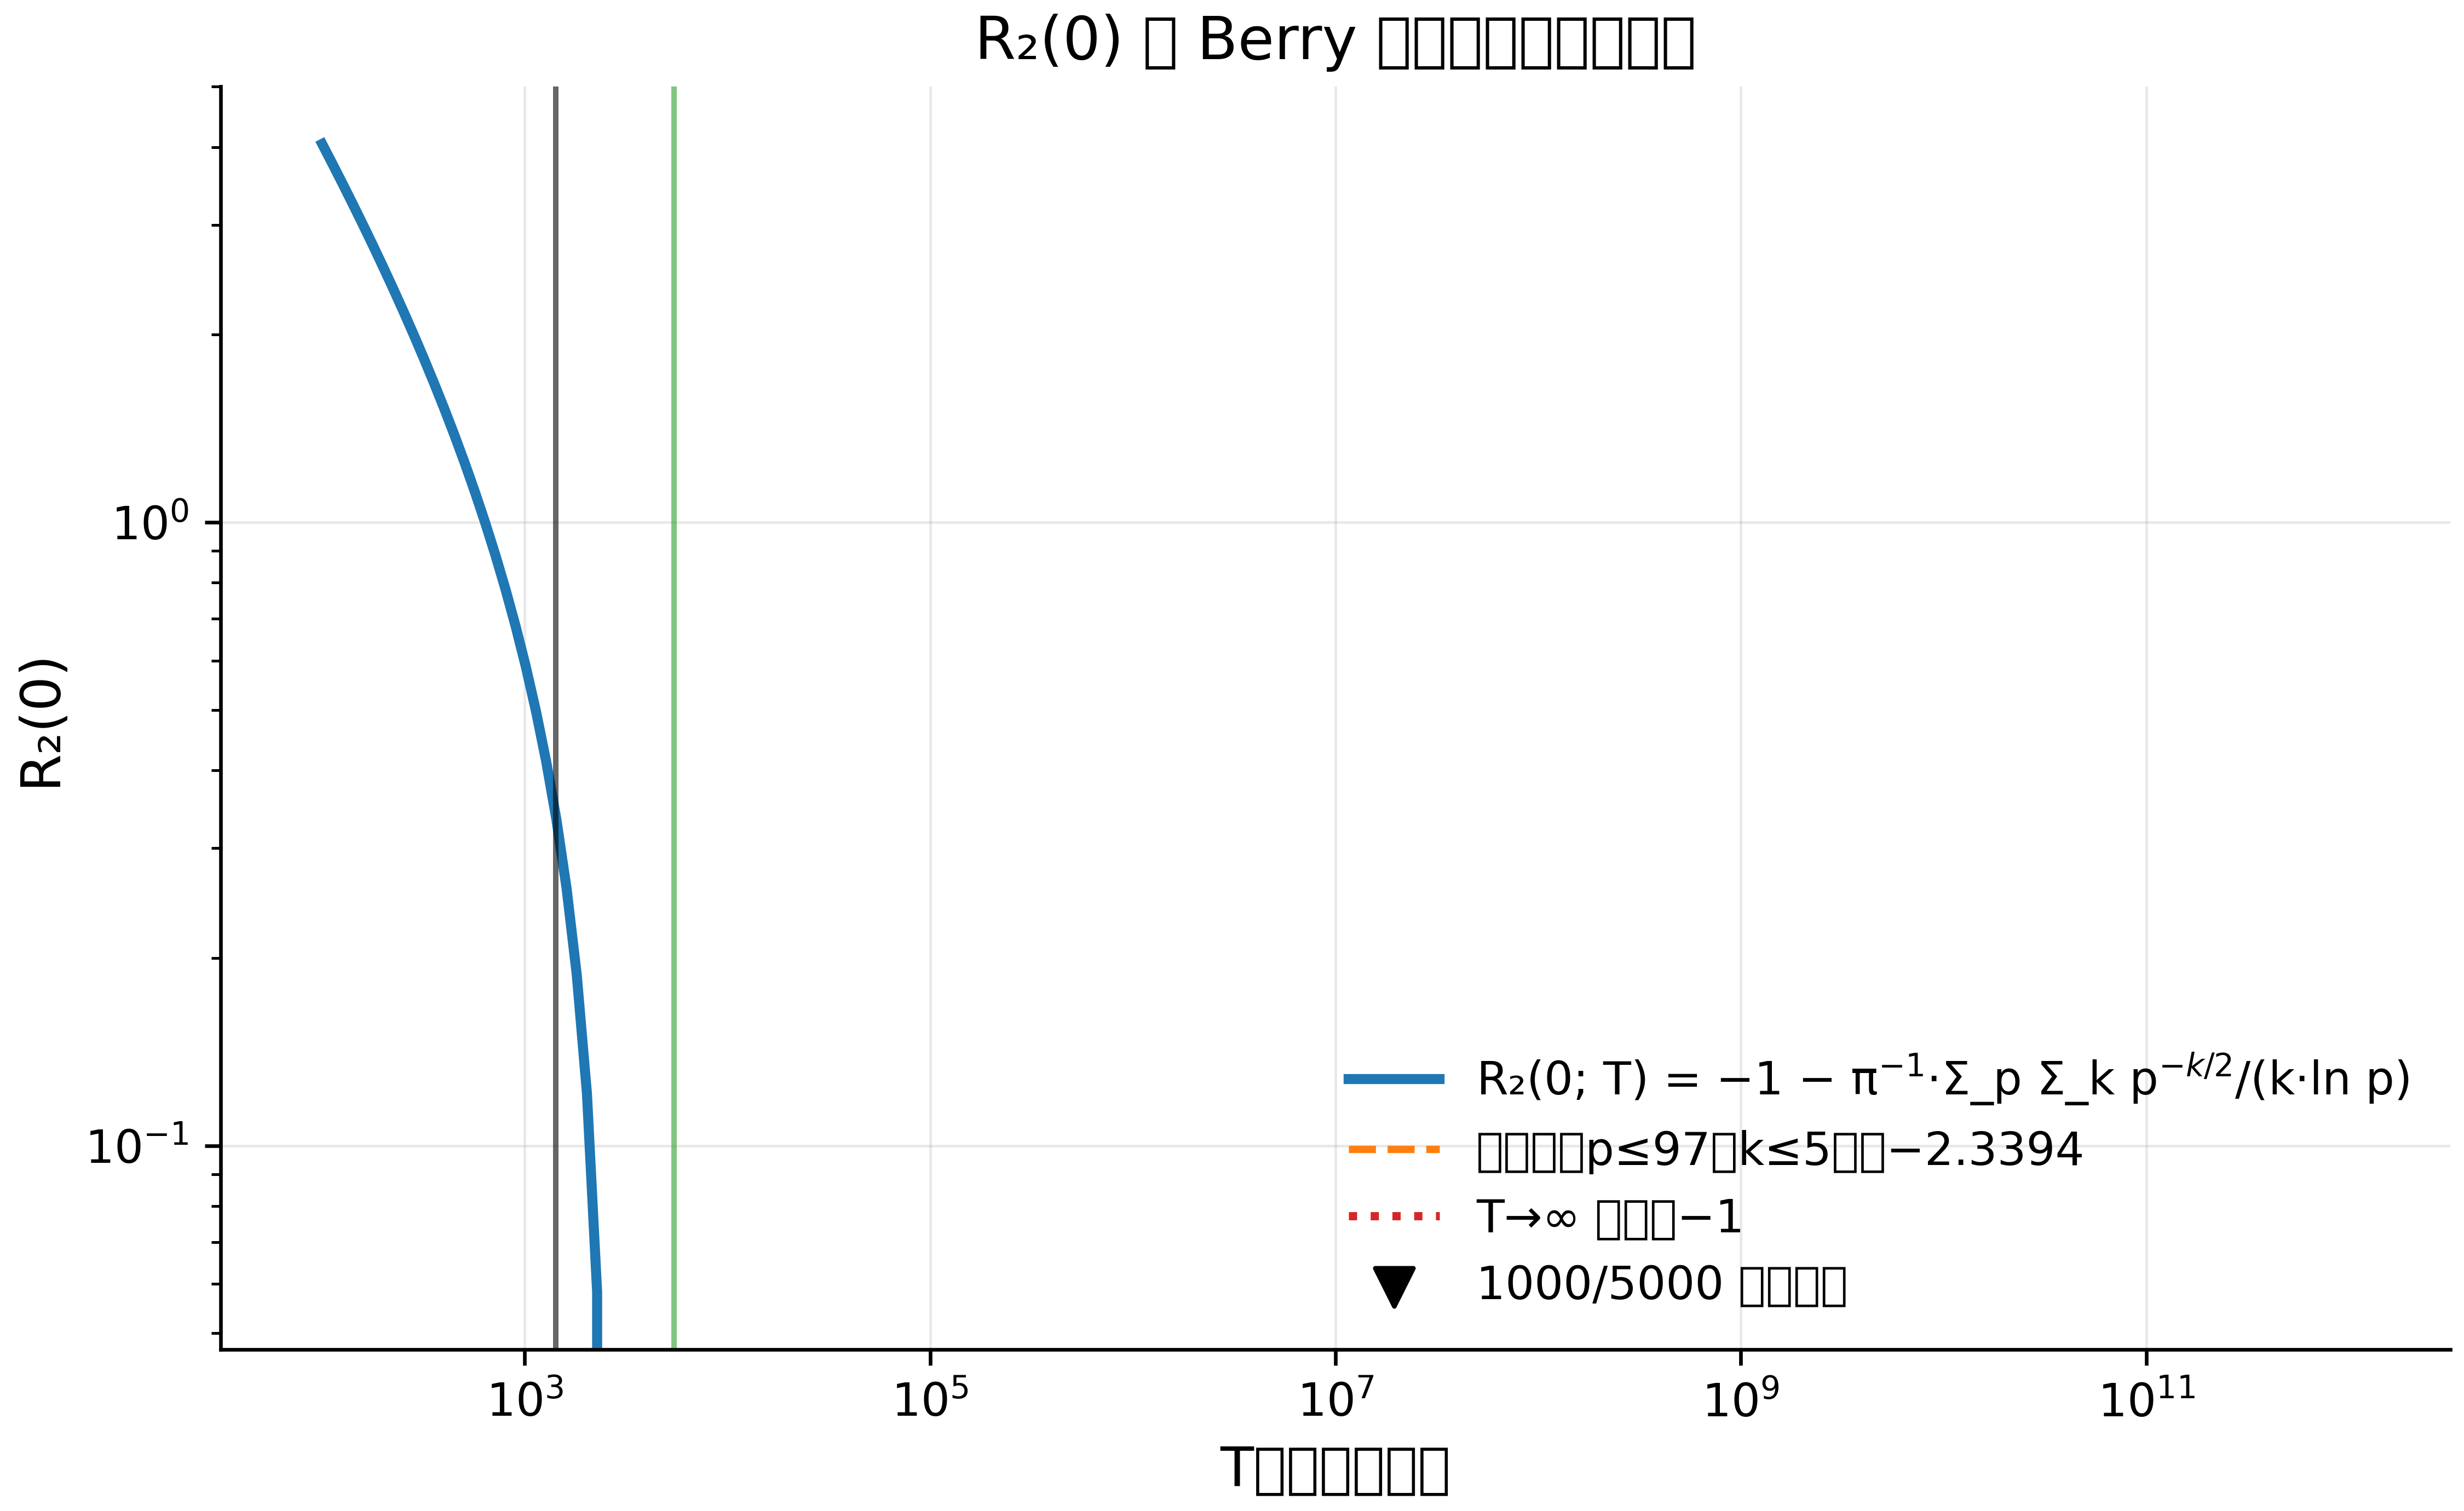 R₂(0) □ Berry □□□□□□□□□
R₂(0)
10⁰
10⁻¹
R₂(0; T) = −1 − π⁻¹·Σ_p Σ_k p^{−k/2}/(k·ln p)
□□□□p≤97□k≤5□□−2.3394
T→∞ □□□−1
1000/5000 □□□□
10³ 10⁵ 10⁷ 10⁹ 10¹¹
T□□□□□□